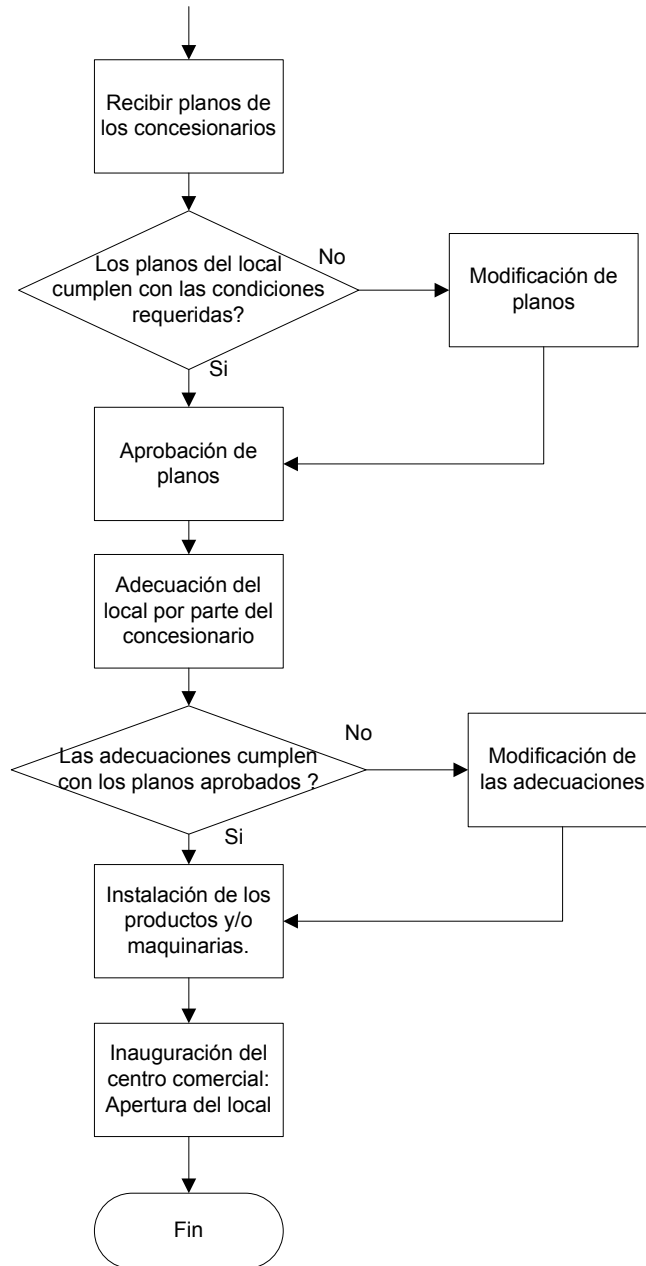 Recibir planos de
los concesionarios
Los planos del local
cumplen con las condiciones
requeridas?
No
Modificación de
planos
Si
Aprobación de
planos
Adecuación del
local por parte del
concesionario
Las adecuaciones cumplen
con los planos aprobados ?
No
Modificación de
las adecuaciones
Si
Instalación de los
productos y/o
maquinarias.
Inauguración del
centro comercial:
Apertura del local
Fin